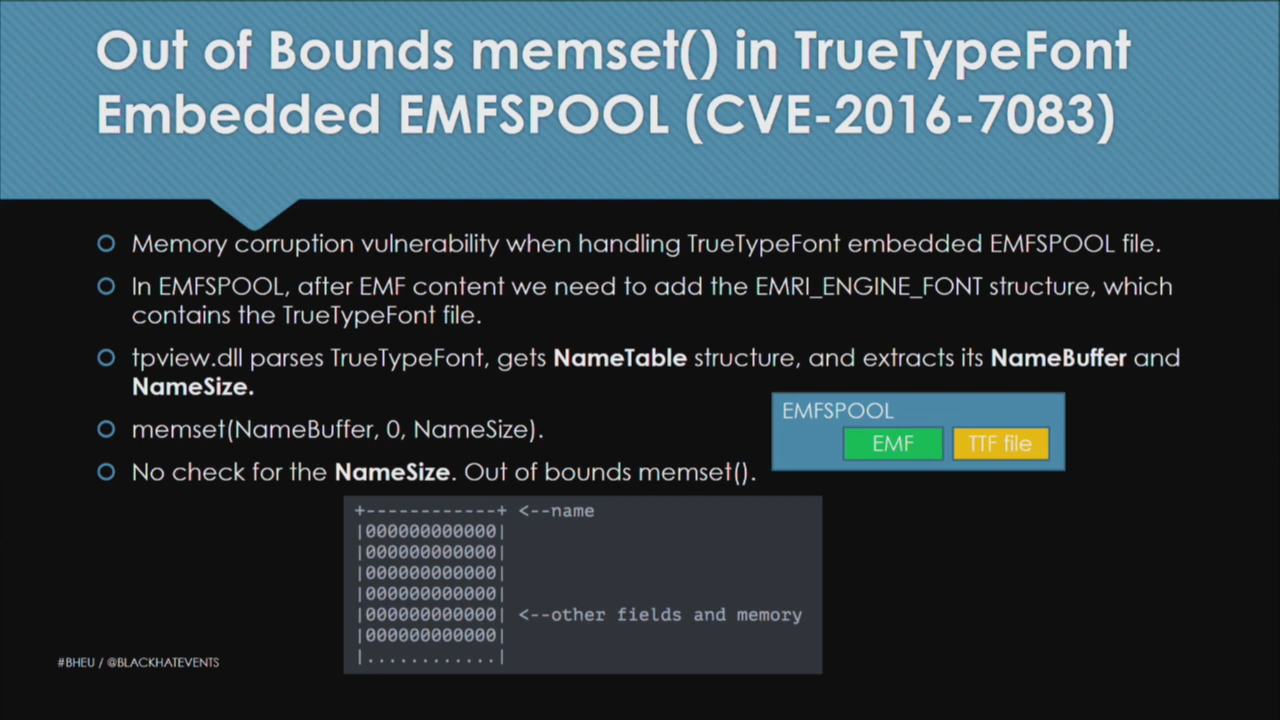 Out of Bounds memset() in TrueTypeFont
Embedded EMFSPOOL (CVE-2016-7083)
Memory corruption vulnerability when handling TrueTypeFont embedded EMFSPOOL file.
In EMFSPOOL, after EMF content we need to add the EMRI_ENGINE_FONT structure, which
contains the TrueTypeFont file.
tpview.dll parses TrueTypeFont, gets NameTable structure, and extracts its NameBuffer and
NameSize.
memset(NameBuffer, 0, NameSize).
No check for the NameSize. Out of bounds memset().
EMFSPOOL
EMF
TTF file
+------------+ <--name
|000000000000|
|000000000000|
|000000000000|
|000000000000|
|000000000000| <--other fields and memory
|000000000000|
|............|
#BHEU / @BLACKHATEVENTS